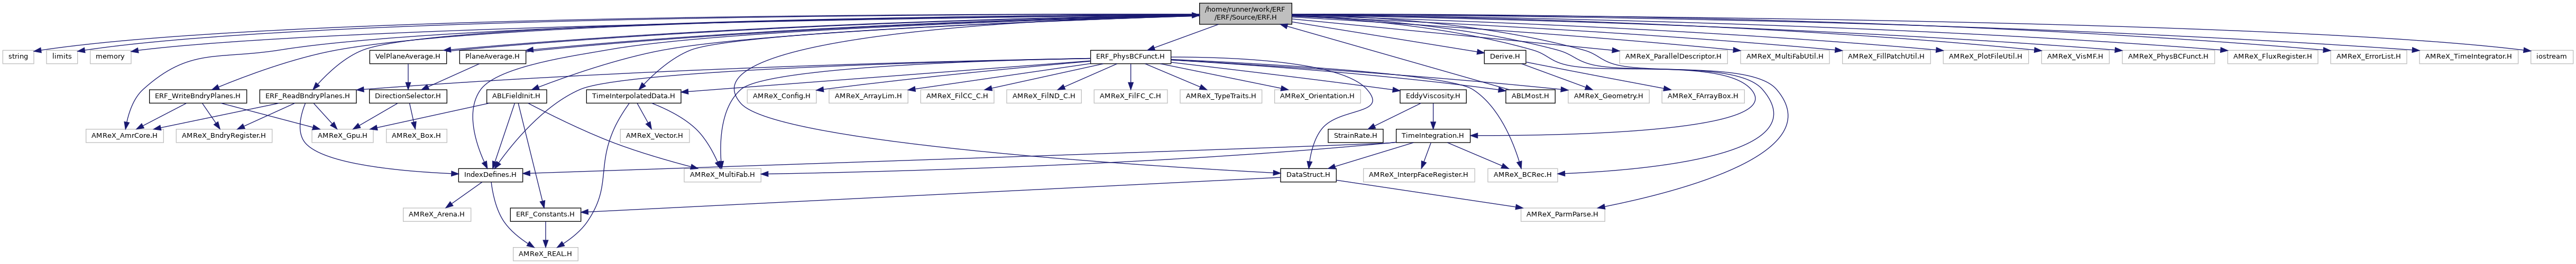 /home/runner/work/ERF
/ERF/Source/ERF.H
string
limits
memory
VelPlaneAverage.H
PlaneAverage.H
ERF_PhysBCFunct.H
Derive.H
AMReX_ParallelDescriptor.H
AMReX_MultiFabUtil.H
AMReX_FillPatchUtil.H
AMReX_PlotFileUtil.H
AMReX_VisMF.H
AMReX_PhysBCFunct.H
AMReX_FluxRegister.H
AMReX_ErrorList.H
AMReX_TimeIntegrator.H
iostream
ERF_WriteBndryPlanes.H
ERF_ReadBndryPlanes.H
DirectionSelector.H
ABLFieldInit.H
TimeInterpolatedData.H
AMReX_Config.H
AMReX_ArrayLim.H
AMReX_FilCC_C.H
AMReX_FilND_C.H
AMReX_FilFC_C.H
AMReX_TypeTraits.H
AMReX_Orientation.H
EddyViscosity.H
ABLMost.H
AMReX_Geometry.H
AMReX_FArrayBox.H
AMReX_AmrCore.H
AMReX_BndryRegister.H
AMReX_Gpu.H
AMReX_Box.H
AMReX_Vector.H
StrainRate.H
TimeIntegration.H
IndexDefines.H
AMReX_MultiFab.H
DataStruct.H
AMReX_InterpFaceRegister.H
AMReX_BCRec.H
AMReX_Arena.H
ERF_Constants.H
AMReX_ParmParse.H
AMReX_REAL.H